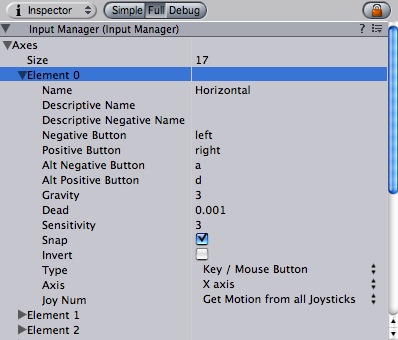 i Inspector Simple Full Debug
Input Manager (Input Manager) ?
Axes
Size 17
Element 0
Name Horizontal
Descriptive Name
Descriptive Negative Name
Negative Button left
Positive Button right
Alt Negative Button a
Alt Positive Button d
Gravity 3
Dead 0.001
Sensitivity 3
Snap
Invert
Type Key / Mouse Button
Axis X axis
Joy Num Get Motion from all Joysticks
Element 1
Element 2